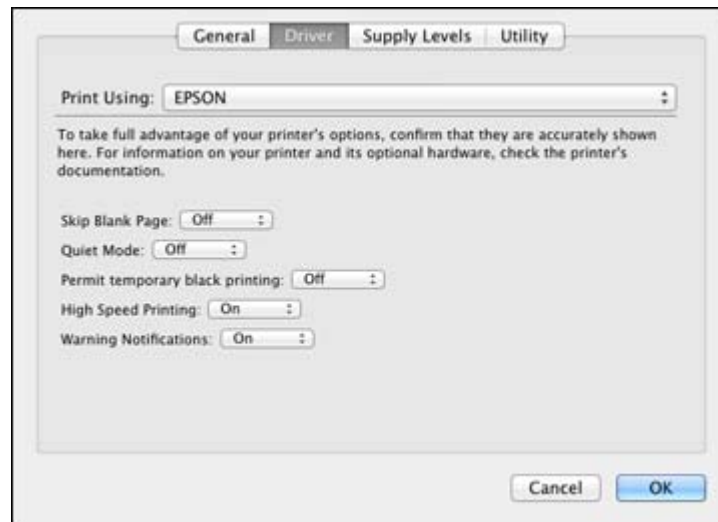 General Driver Supply Levels Utility
Print Using: EPSON
To take full advantage of your printer's options, confirm that they are accurately shown
here. For information on your printer and its optional hardware, check the printer's
documentation.
Skip Blank Page: Off
Quiet Mode: Off
Permit temporary black printing: Off
High Speed Printing: On
Warning Notifications: On
Cancel OK